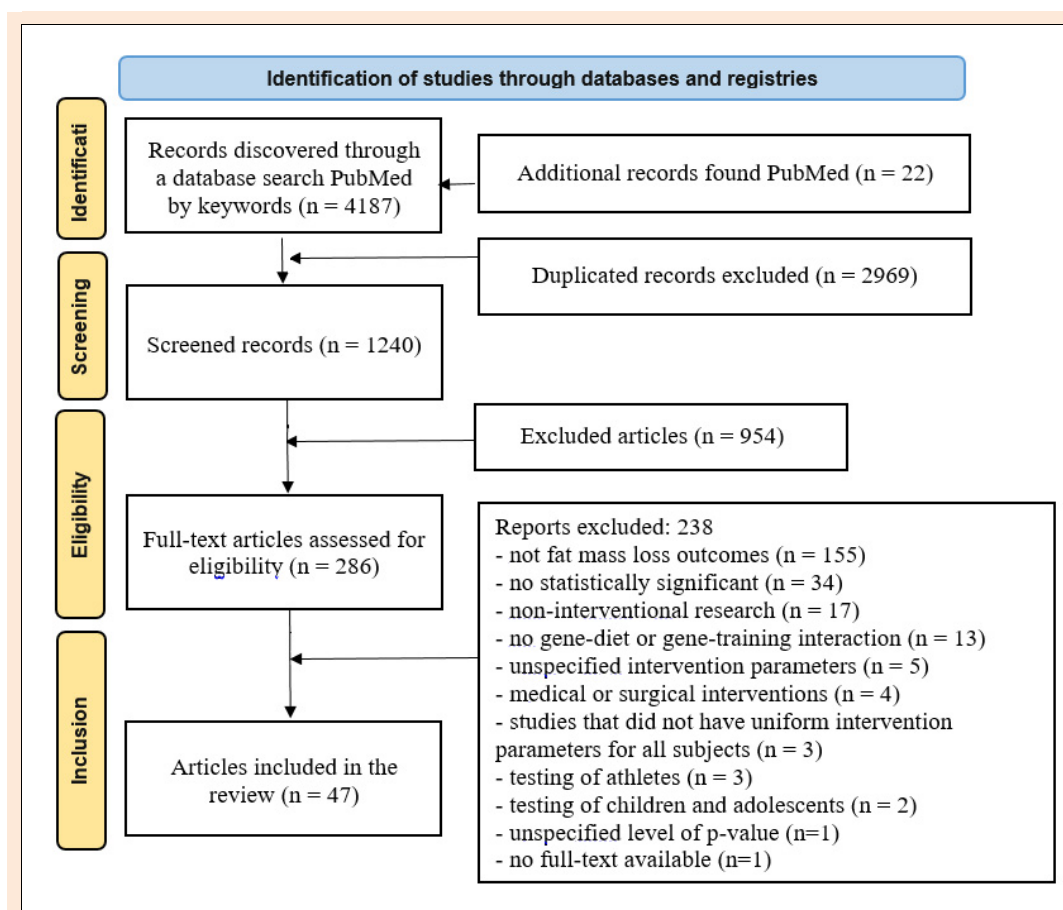 Identification of studies through databases and registries
Identificati
Records discovered through
a database search PubMed
by keywords (n = 4187)
Additional records found PubMed (n = 22)
Duplicated records excluded (n = 2969)
Screening
Screened records (n = 1240)
Excluded articles (n = 954)
Eligibility
Full-text articles assessed for
eligibility (n = 286)
Reports excluded: 238
- not fat mass loss outcomes (n = 155)
- no statistically significant (n = 34)
- non-interventional research (n = 17)
- no gene-diet or gene-training interaction (n = 13)
- unspecified intervention parameters (n = 5)
- medical or surgical interventions (n = 4)
- studies that did not have uniform intervention
parameters for all subjects (n = 3)
- testing of athletes (n = 3)
- testing of children and adolescents (n = 2)
- unspecified level of p-value (n=1)
- no full-text available (n=1)
Inclusion
Articles included in the
review (n = 47)